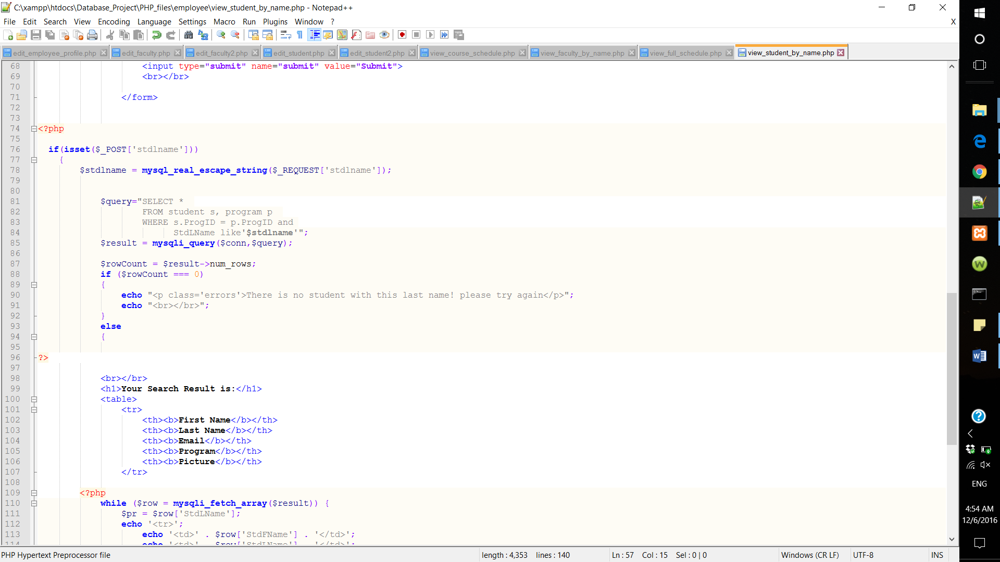 C:\xampp\htdocs\Database_Project\PHP_files\employee\view_student_by_name.php - Notepad++
File Edit Search View Encoding Language Settings Macro Run Plugins Window ? X
edit_employee_profile.php edit_faculty.php edit_faculty2.php edit_student.php edit_student2.php view_course_schedule.php view_faculty_by_name.php view_full_schedule.php view_student_by_name.php
68 <input type="submit" name="submit" value="Submit">
69 <br></br>
70
71 </form>
72
73
74 <?php
75
76 if(isset($_POST['stdlname']))
77 {
78 $stdlname = mysql_real_escape_string($_REQUEST['stdlname']);
79
80
81 $query="SELECT *
82 FROM student s, program p
83 WHERE s.ProgID = p.ProgID and
84 StdLName like'$stdlname'";
85 $result = mysqli_query($conn,$query);
86
87 $rowCount = $result->num_rows;
88 if ($rowCount === 0)
89 {
90 echo "<p class='errors'>There is no student with this last name! please try again</p>";
91 echo "<br></br>";
92 }
93 else
94 {
95
96 ?>
97
98 <br></br>
99 <h1>Your Search Result is:</h1>
100 <table>
101 <tr>
102 <th><b>First Name</b></th>
103 <th><b>Last Name</b></th>
104 <th><b>Email</b></th>
105 <th><b>Program</b></th>
106 <th><b>Picture</b></th>
107 </tr>
108
109 <?php
110 while ($row = mysqli_fetch_array($result)) {
111 $pr = $row['StdLName'];
112 echo '<tr>';
113 echo '<td>' . $row['StdFName'] . '</td>';
114 echo '<td>' . $row['StdLName'] . '</td>';
PHP Hypertext Preprocessor file length : 4,353 lines : 140 Ln : 57 Col : 15 Sel : 0 | 0 Windows (CR LF) UTF-8 INS
ENG
4:54 AM
12/6/2016